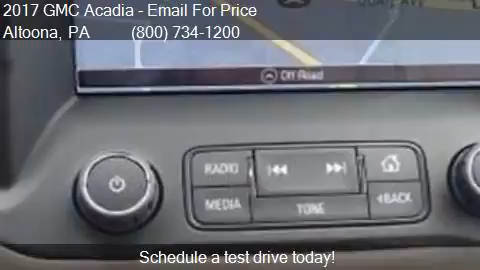 2017 GMC Acadia - Email For Price
Altoona, PA (800) 734-1200
Off Road
RADIO
MEDIA
TONE
BACK
Schedule a test drive today!